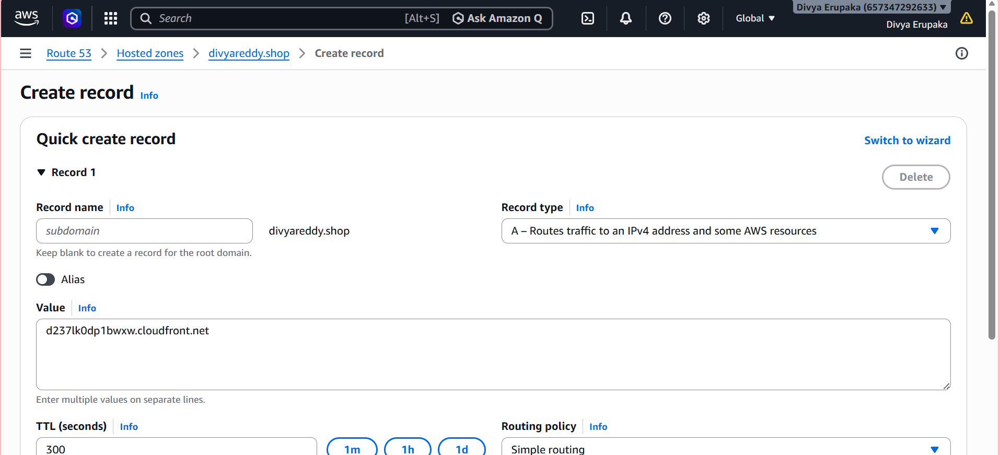 aws
Search [Alt+S] Ask Amazon Q
Global
Divya Erupaka (657347292633)
Divya Erupaka
Route 53 > Hosted zones > divyareddy.shop > Create record
Create record Info
Quick create record
Switch to wizard
Record 1
Delete
Record name Info
Record type Info
subdomain
divyareddy.shop
A – Routes traffic to an IPv4 address and some AWS resources
Keep blank to create a record for the root domain.
Alias
Value Info
d237lk0dp1bwxw.cloudfront.net
Enter multiple values on separate lines.
TTL (seconds) Info
Routing policy Info
300
1m
1h
1d
Simple routing